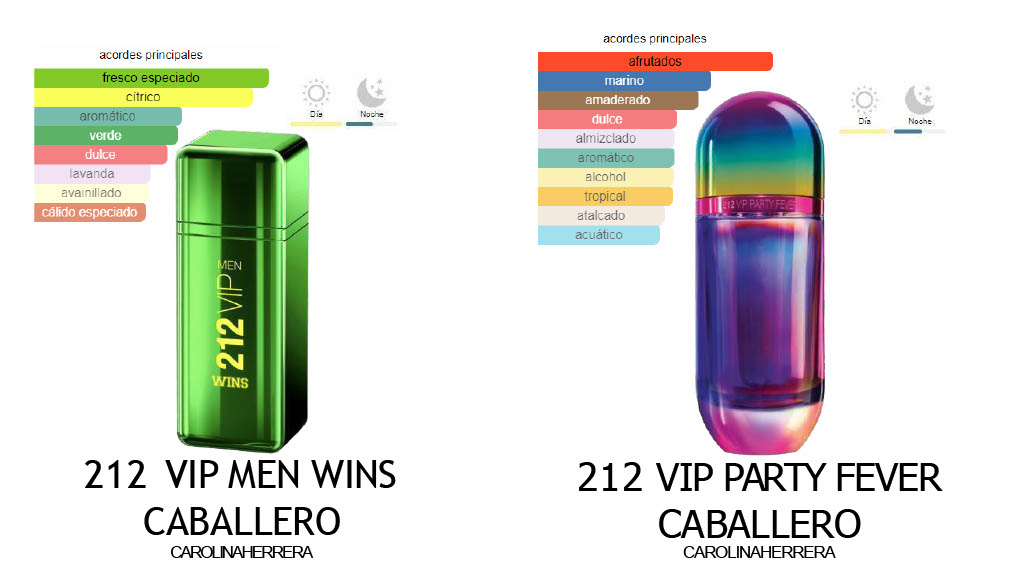 acordes principales
fresco especiado
cítrico
aromático
verde
dulce
lavanda
avainillado
cálido especiado
Día
Noche
MEN
212 VIP
WINS
212 VIP MEN WINS
CABALLERO
CAROLINAHERRERA
acordes principales
afrutados
marino
amaderado
dulce
almizclado
aromático
alcohol
tropical
atalcado
acuático
Día
Noche
212 VIP PARTY FEVER
212 VIP PARTY FEVER
CABALLERO
CAROLINAHERRERA